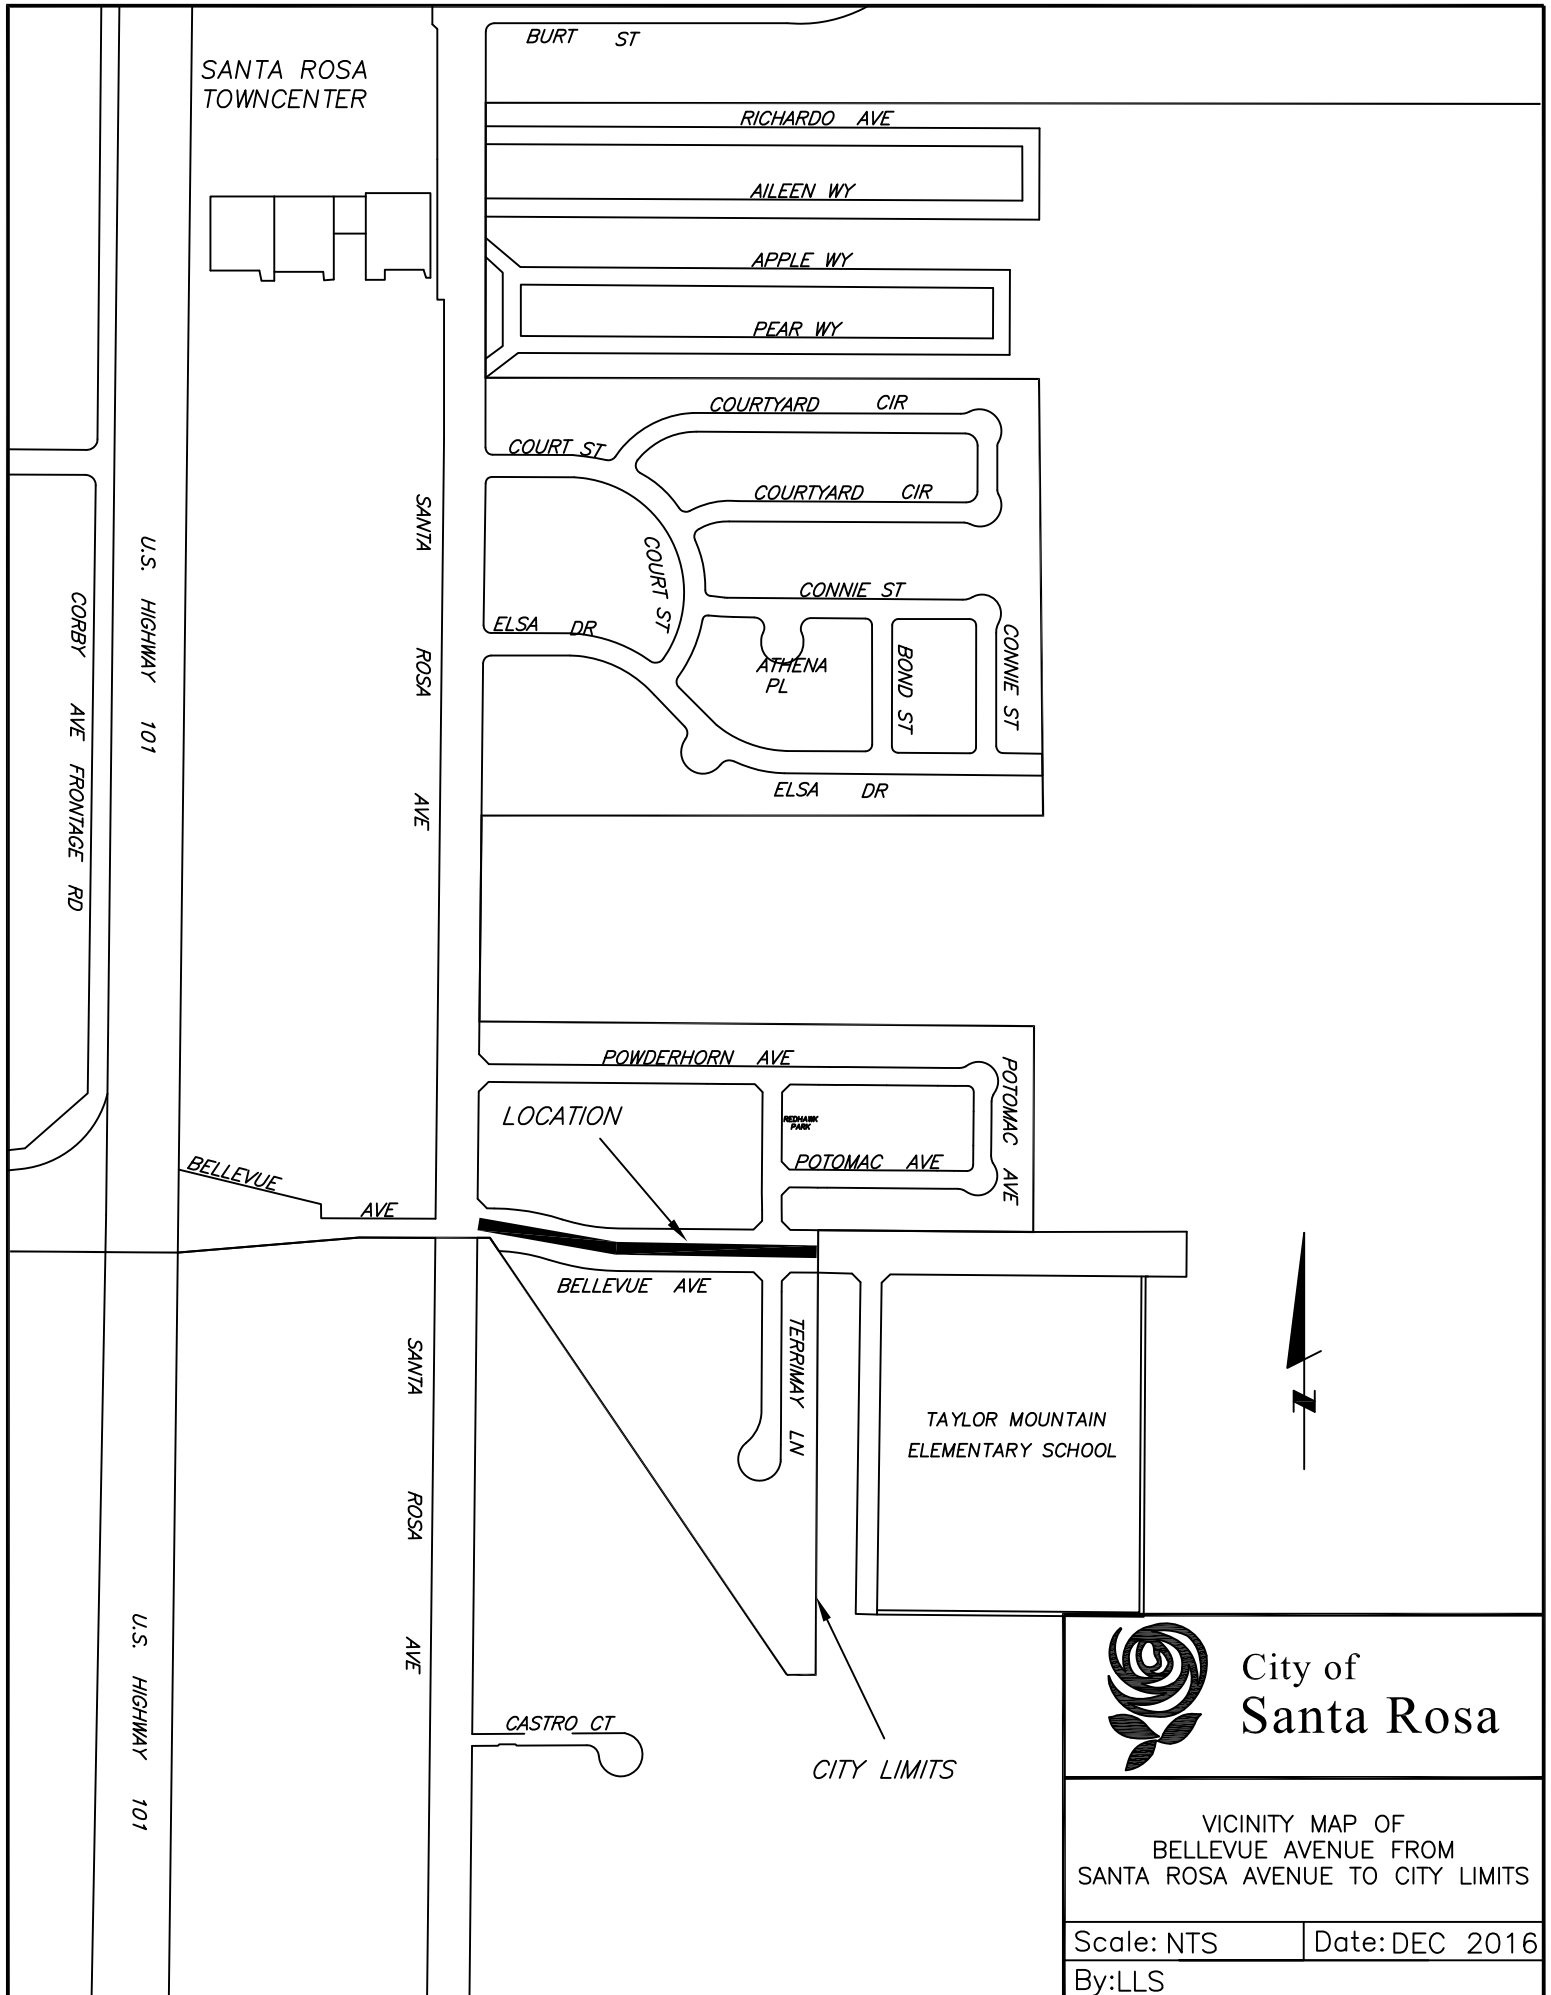 BURT ST
SANTA ROSA
TOWNCENTER
RICHARDO AVE
AILEEN WY
APPLE WY
PEAR WY
COURTYARD CIR
COURT ST
COURTYARD CIR
SANTA ROSA AVE
U.S. HIGHWAY 101
CORBY AVE FRONTAGE RD
COURT ST
CONNIE ST
ELSA DR
ATHENA
PL
BOND ST
CONNIE ST
ELSA DR
POWDERHORN AVE
POTOMAC AVE
LOCATION
REDHAWK
PARK
POTOMAC AVE
BELLEVUE AVE
BELLEVUE AVE
TERRIMAY LN
SANTA ROSA AVE
TAYLOR MOUNTAIN
ELEMENTARY SCHOOL
N
U.S. HIGHWAY 101
CASTRO CT
CITY LIMITS
City of
Santa Rosa
VICINITY MAP OF
BELLEVUE AVENUE FROM
SANTA ROSA AVENUE TO CITY LIMITS
Scale: NTS Date: DEC 2016
By:LLS